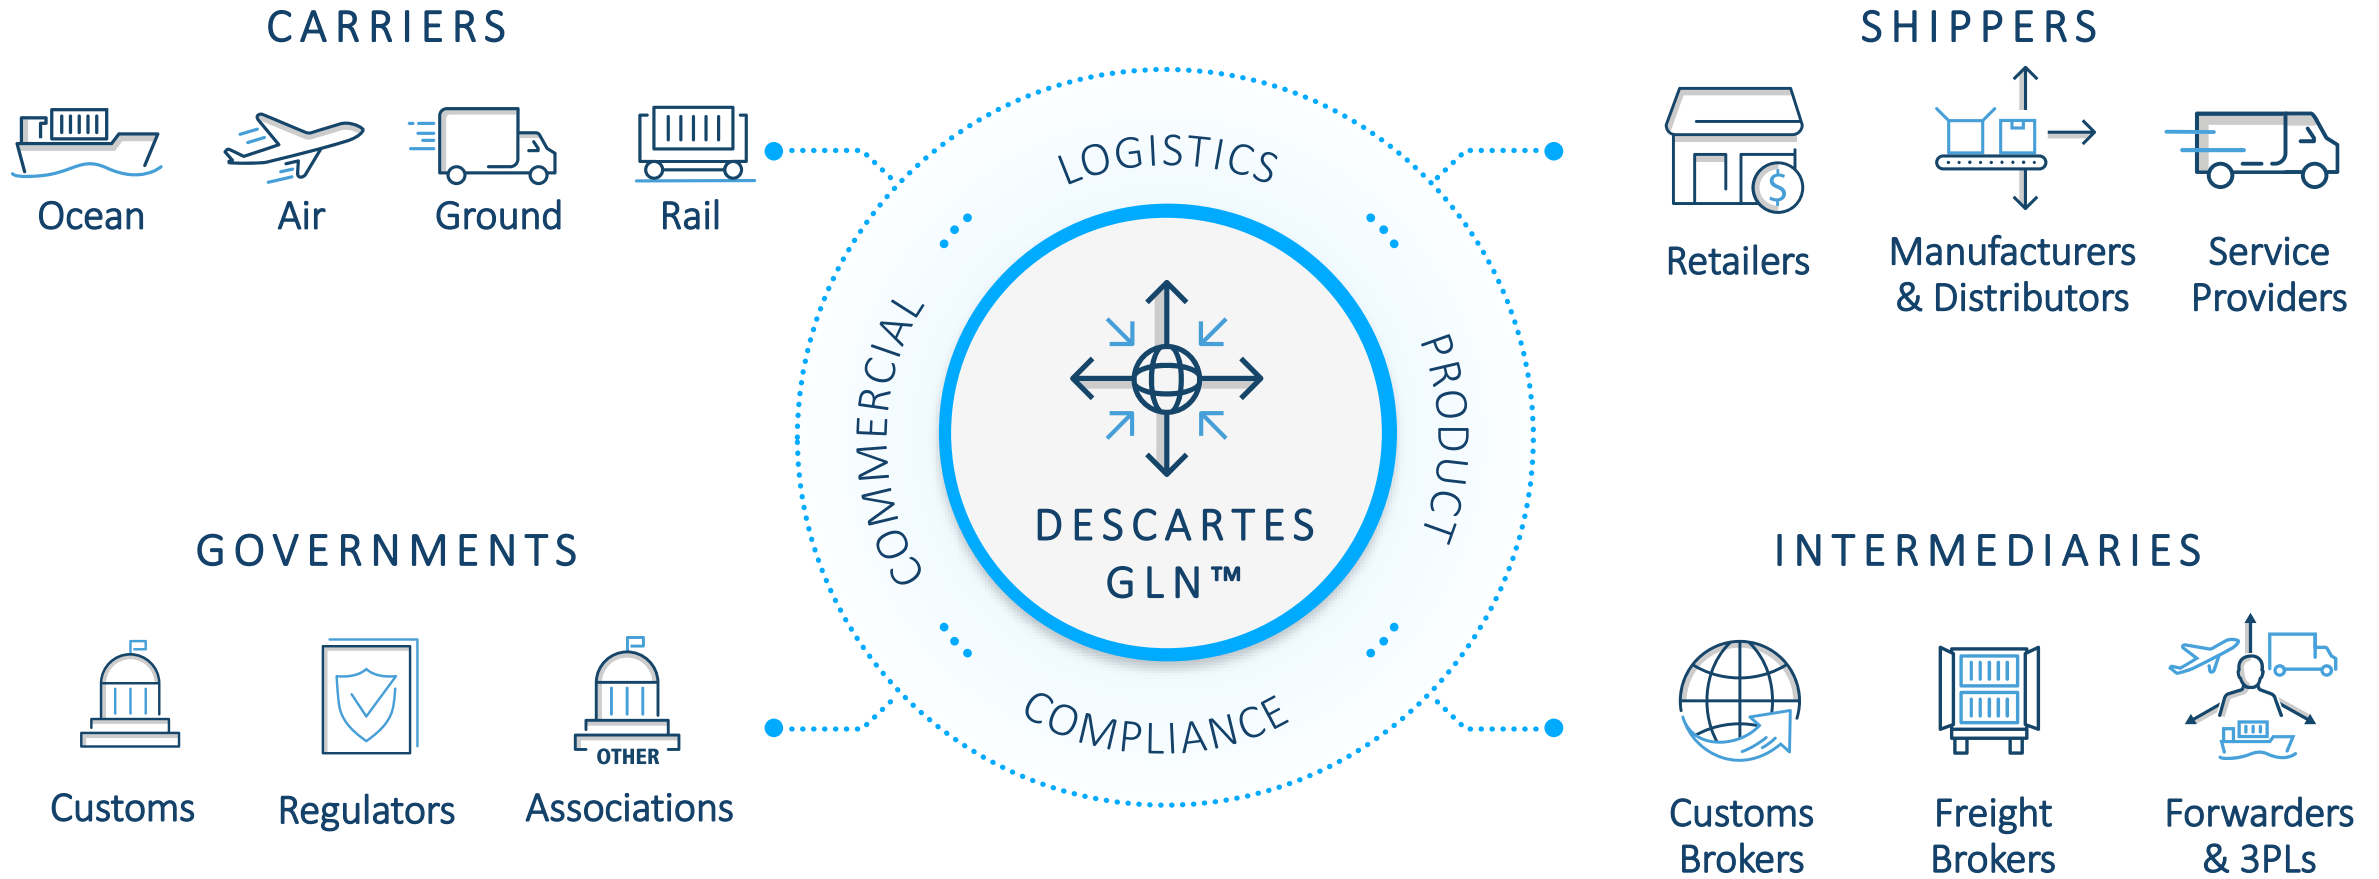 CARRIERS
Ocean
Air
Ground
Rail
SHIPPERS
Retailers
Manufacturers
& Distributors
Service
Providers
LOGISTICS
COMMERCIAL
PRODUCT
COMPLIANCE
DESCARTES
GLN™
GOVERNMENTS
Customs
Regulators
OTHER
Associations
INTERMEDIARIES
Customs
Brokers
Freight
Brokers
Forwarders
& 3PLs